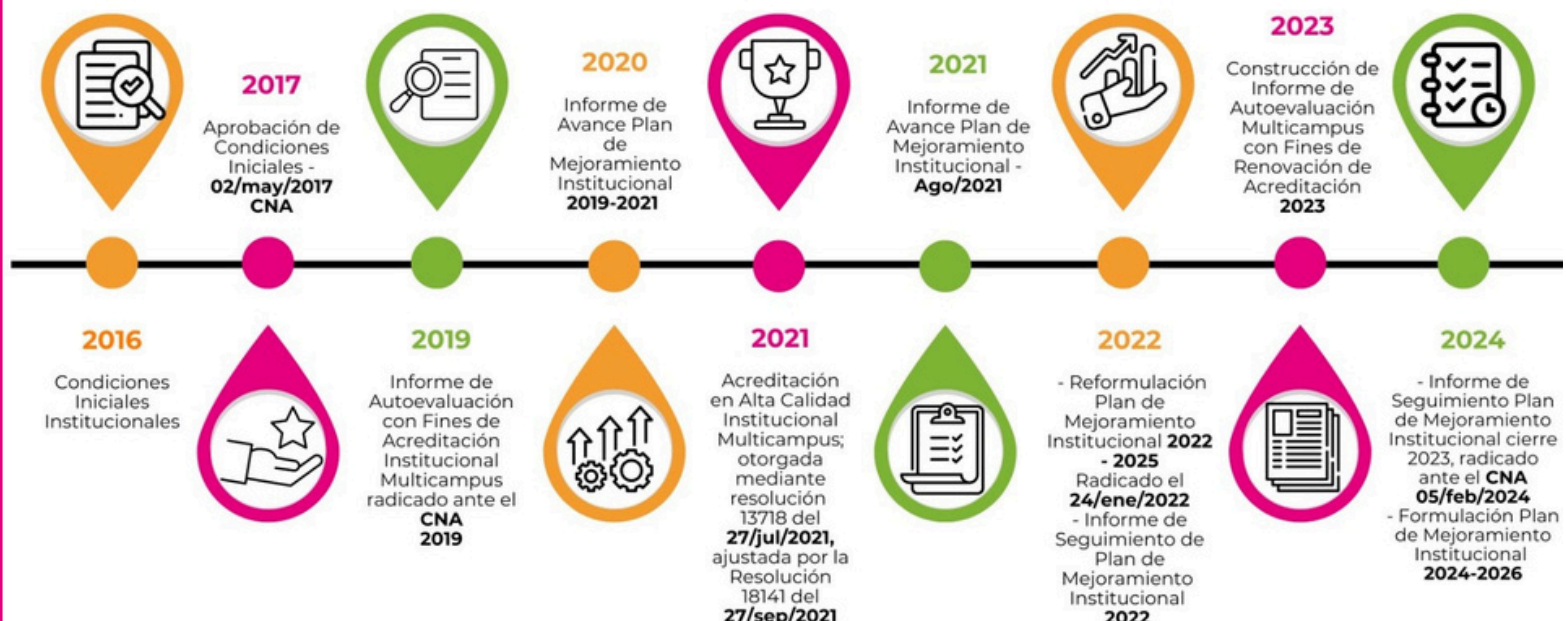 2016
Condiciones
Iniciales
Institucionales
2017
Aprobación de
Condiciones
Iniciales -
02/may/2017
CNA
2019
Informe de
Autoevaluación
con Fines de
Acreditación
Institucional
Multicampus
radicado ante el
CNA
2019
2020
Informe de
Avance Plan
de
Mejoramiento
Institucional
2019-2021
2021
Acreditación
en Alta Calidad
Institucional
Multicampus;
otorgada
mediante
resolución
13718 del
27/jul/2021,
ajustada por la
Resolución
18141 del
27/sep/2021
2021
Informe de
Avance Plan de
Mejoramiento
Institucional -
Ago/2021
2022
- Reformulación
Plan de
Mejoramiento
Institucional 2022
- 2025
Radicado el
24/ene/2022
- Informe de
Seguimiento de
Plan de
Mejoramiento
Institucional
2022
2023
Construcción de
Informe de
Autoevaluación
Multicampus
con Fines de
Renovación de
Acreditación
2023
2024
- Informe de
Seguimiento Plan
de Mejoramiento
Institucional cierre
2023, radicado
ante el CNA
05/feb/2024
- Formulación Plan
de Mejoramiento
Institucional
2024-2026